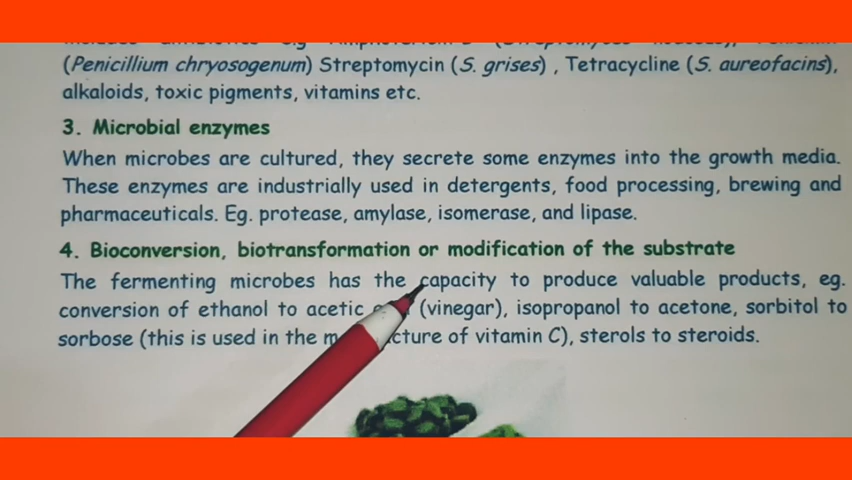 (Penicillium chryosogenum) Streptomycin (S. grises) , Tetracycline (S. aureofacins),
alkaloids, toxic pigments, vitamins etc.
3. Microbial enzymes
When microbes are cultured, they secrete some enzymes into the growth media.
These enzymes are industrially used in detergents, food processing, brewing and
pharmaceuticals. Eg. protease, amylase, isomerase, and lipase.
4. Bioconversion, biotransformation or modification of the substrate
The fermenting microbes has the capacity to produce valuable products, eg.
conversion of ethanol to acetic (vinegar), isopropanol to acetone, sorbitol to
sorbose (this is used in the of vitamin C), sterols to steroids.